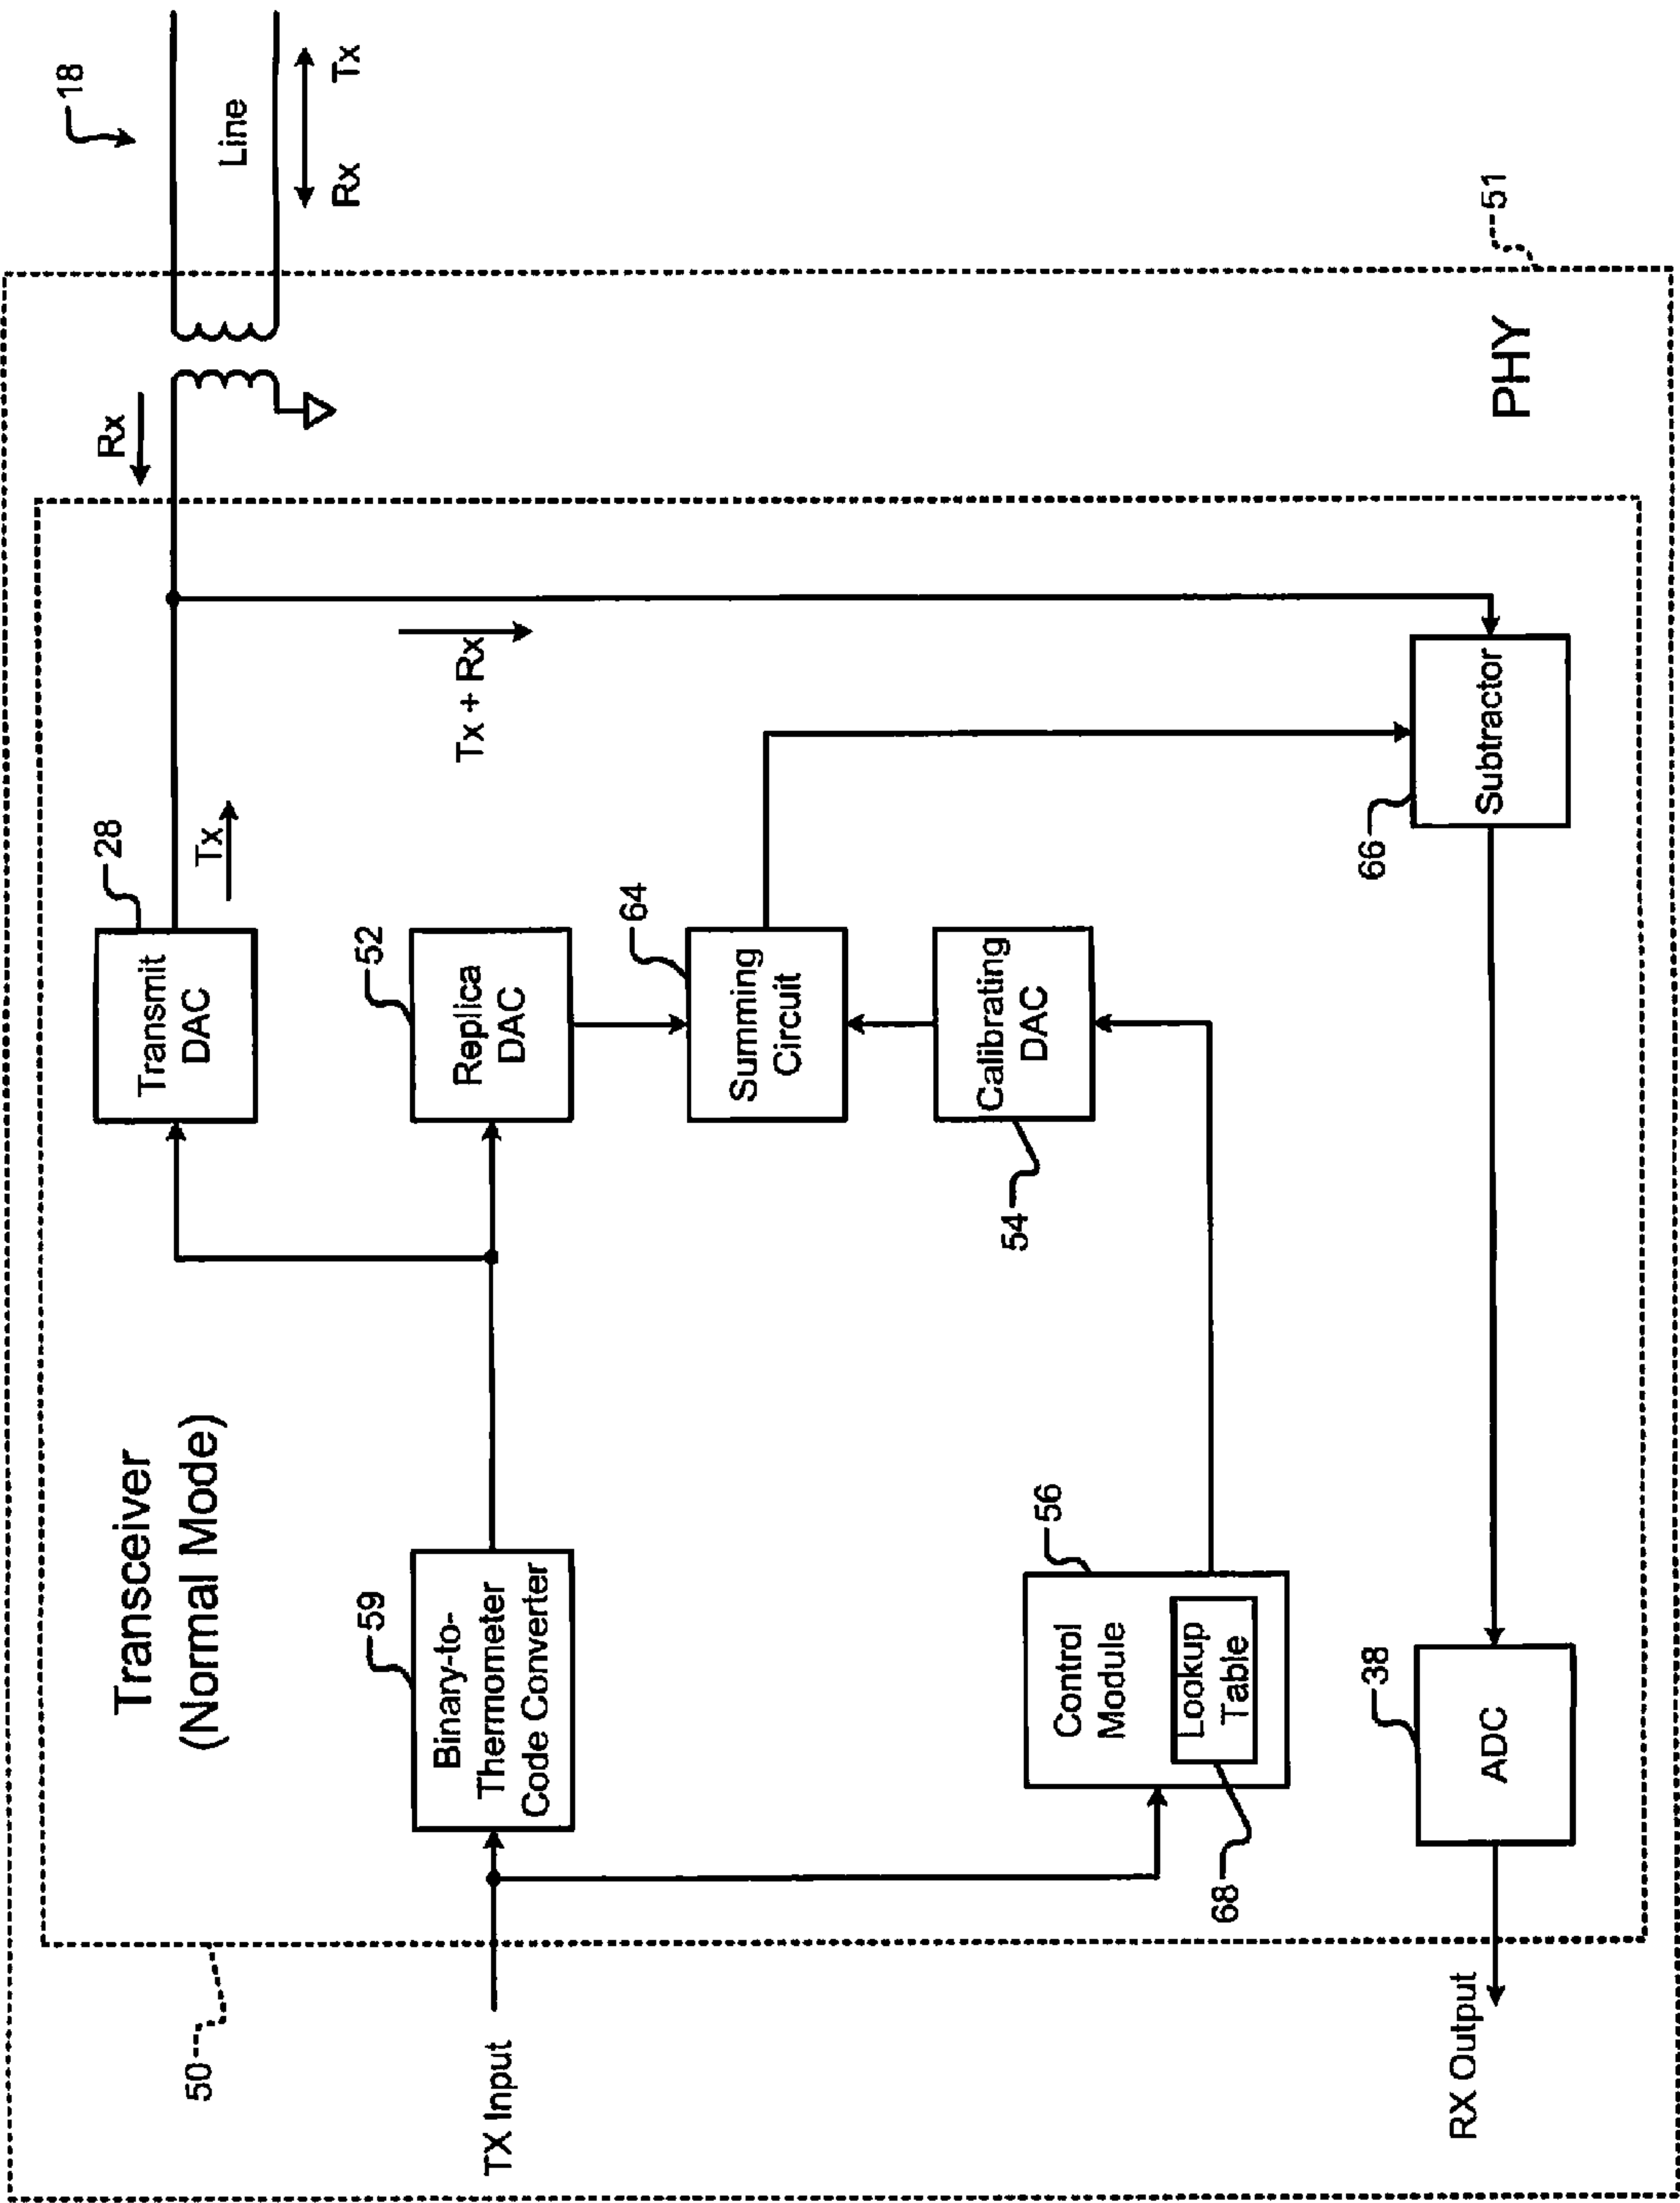 Transceiver
(Normal Mode)
50
TX Input
59
Binary-to-
Thermometer
Code Converter
28
Transmit
DAC
Tx
Rx
18
Line
Rx
Tx
52
Replica
DAC
Tx + Rx
64
Summing
Circuit
54
Calibrating
DAC
56
Control
Module
Lookup
Table
68
66
Subtractor
38
ADC
RX Output
PHY
51